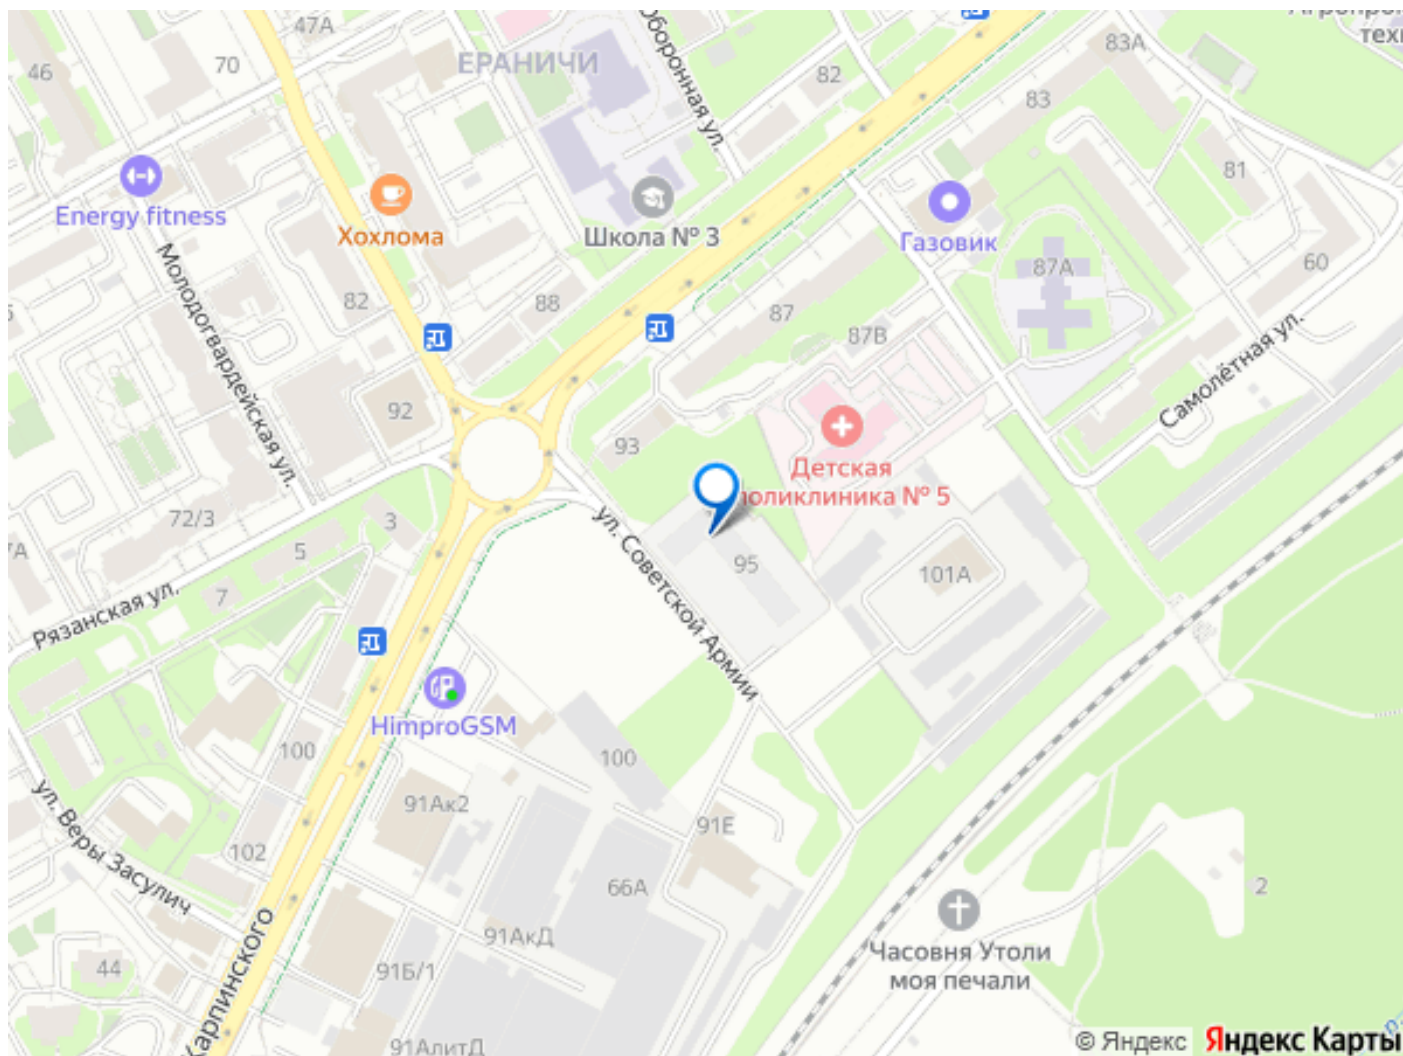 47А
Оборонная ул.
83А
46
70
ЕРАНИЧИ
82
83
81
Energy fitness
Хохлома
Школа № 3
Газовик
87А
60
Молодогвардейская ул.
82
88
87
87В
Самолётная ул.
92
93
Детская
поликлиника № 5
72/3
3
5
7
ул. Советской Армии
95
101А
Рязанская ул.
HimproGSM
100
100
91Ак2
91Е
ул. Веры Засулич
102
66А
2
91АкД
Часовня Утоли
моя печали
44
91Б/1
Карпинского
91АлитД
© Яндекс Яндекс Карты